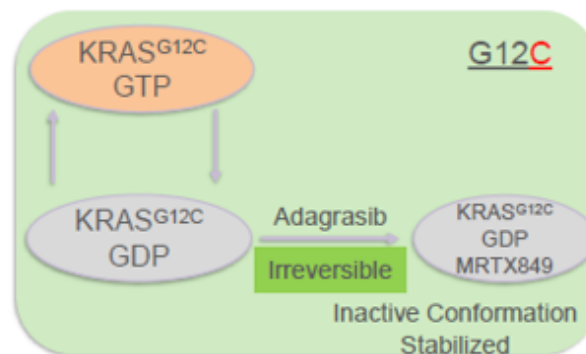 G12C
KRASG12C
GTP
KRASG12C
GDP
Adagrasib
Irreversible
KRASG12C
GDP
MRTX849
Inactive Conformation
Stabilized